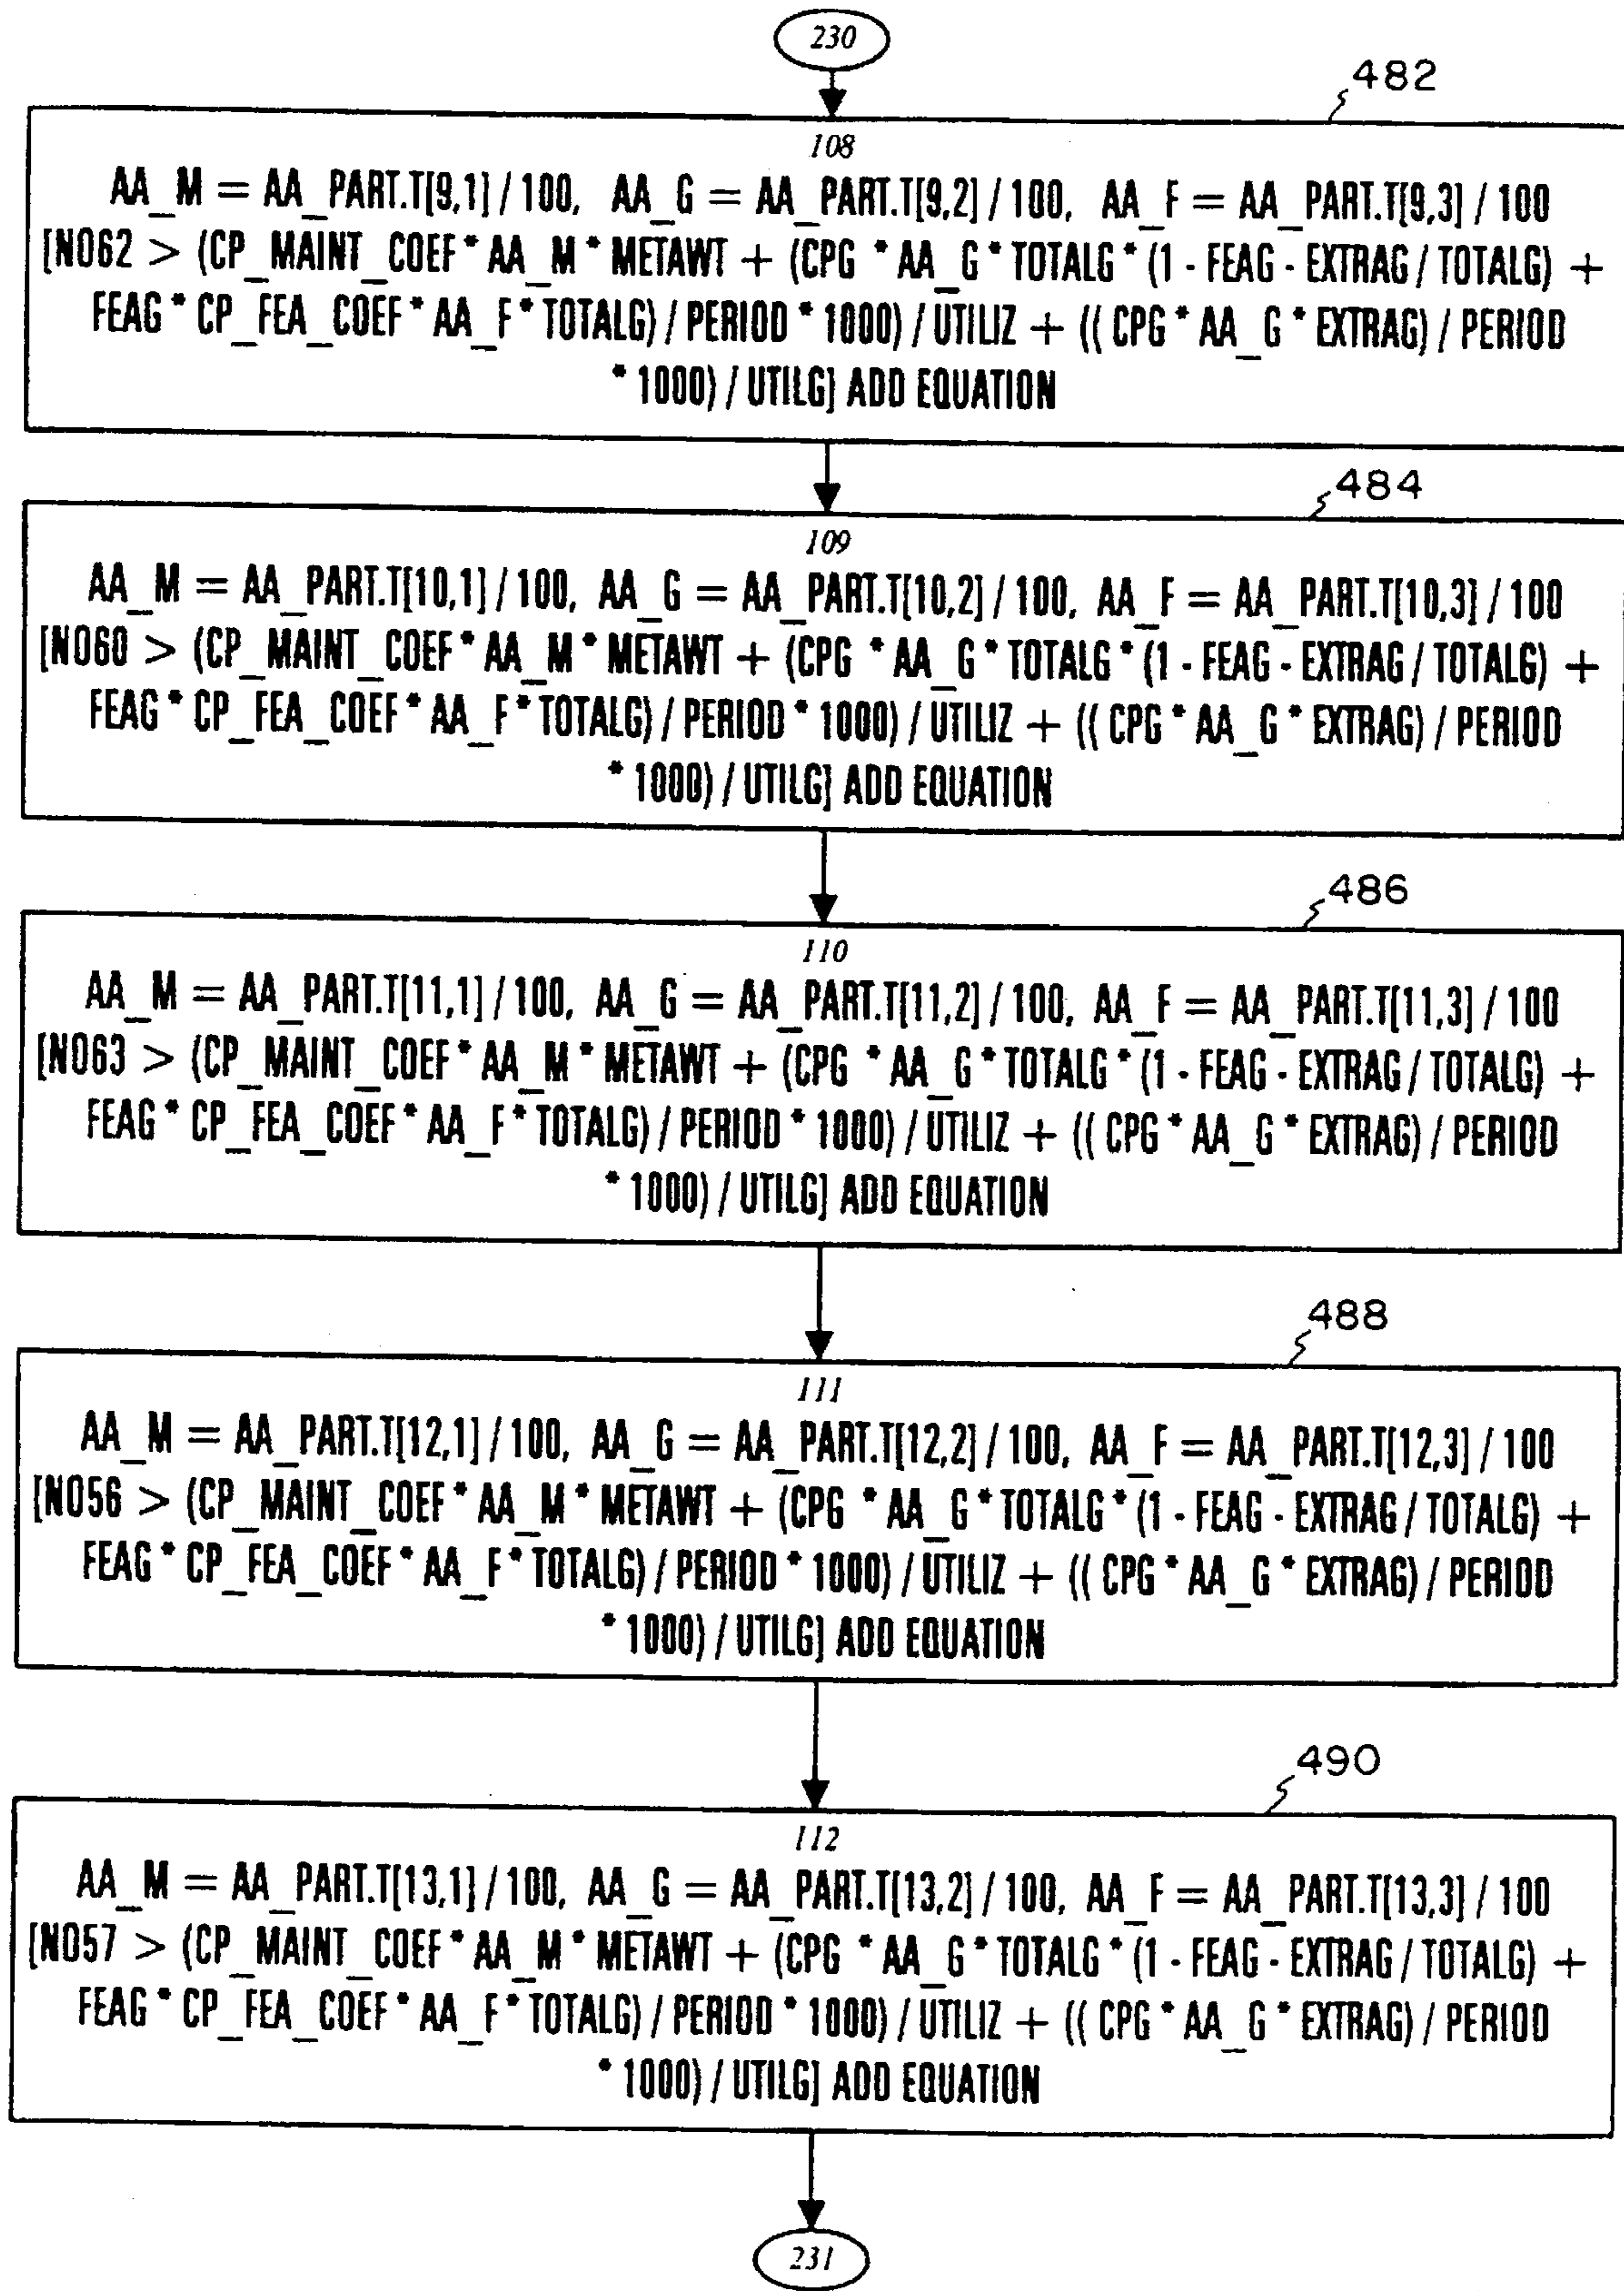 230
482
108
AA_M = AA_PART.T[9,1] / 100, AA_G = AA_PART.T[9,2] / 100, AA_F = AA_PART.T[9,3] / 100
[N062 > (CP_MAINT_COEF * AA_M * METAWT + (CPG * AA_G * TOTALG * (1 - FEAG - EXTRAG / TOTALG) +
FEAG * CP_FEA_COEF * AA_F * TOTALG) / PERIOD * 1000) / UTILIZ + (( CPG * AA_G * EXTRAG) / PERIOD
* 1000) / UTILG] ADD EQUATION
484
109
AA_M = AA_PART.T[10,1] / 100, AA_G = AA_PART.T[10,2] / 100, AA_F = AA_PART.T[10,3] / 100
[N060 > (CP_MAINT_COEF * AA_M * METAWT + (CPG * AA_G * TOTALG * (1 - FEAG - EXTRAG / TOTALG) +
FEAG * CP_FEA_COEF * AA_F * TOTALG) / PERIOD * 1000) / UTILIZ + (( CPG * AA_G * EXTRAG) / PERIOD
* 1000) / UTILG] ADD EQUATION
486
110
AA_M = AA_PART.T[11,1] / 100, AA_G = AA_PART.T[11,2] / 100, AA_F = AA_PART.T[11,3] / 100
[N063 > (CP_MAINT_COEF * AA_M * METAWT + (CPG * AA_G * TOTALG * (1 - FEAG - EXTRAG / TOTALG) +
FEAG * CP_FEA_COEF * AA_F * TOTALG) / PERIOD * 1000) / UTILIZ + (( CPG * AA_G * EXTRAG) / PERIOD
* 1000) / UTILG] ADD EQUATION
488
111
AA_M = AA_PART.T[12,1] / 100, AA_G = AA_PART.T[12,2] / 100, AA_F = AA_PART.T[12,3] / 100
[N056 > (CP_MAINT_COEF * AA_M * METAWT + (CPG * AA_G * TOTALG * (1 - FEAG - EXTRAG / TOTALG) +
FEAG * CP_FEA_COEF * AA_F * TOTALG) / PERIOD * 1000) / UTILIZ + (( CPG * AA_G * EXTRAG) / PERIOD
* 1000) / UTILG] ADD EQUATION
490
112
AA_M = AA_PART.T[13,1] / 100, AA_G = AA_PART.T[13,2] / 100, AA_F = AA_PART.T[13,3] / 100
[N057 > (CP_MAINT_COEF * AA_M * METAWT + (CPG * AA_G * TOTALG * (1 - FEAG - EXTRAG / TOTALG) +
FEAG * CP_FEA_COEF * AA_F * TOTALG) / PERIOD * 1000) / UTILIZ + (( CPG * AA_G * EXTRAG) / PERIOD
* 1000) / UTILG] ADD EQUATION
231